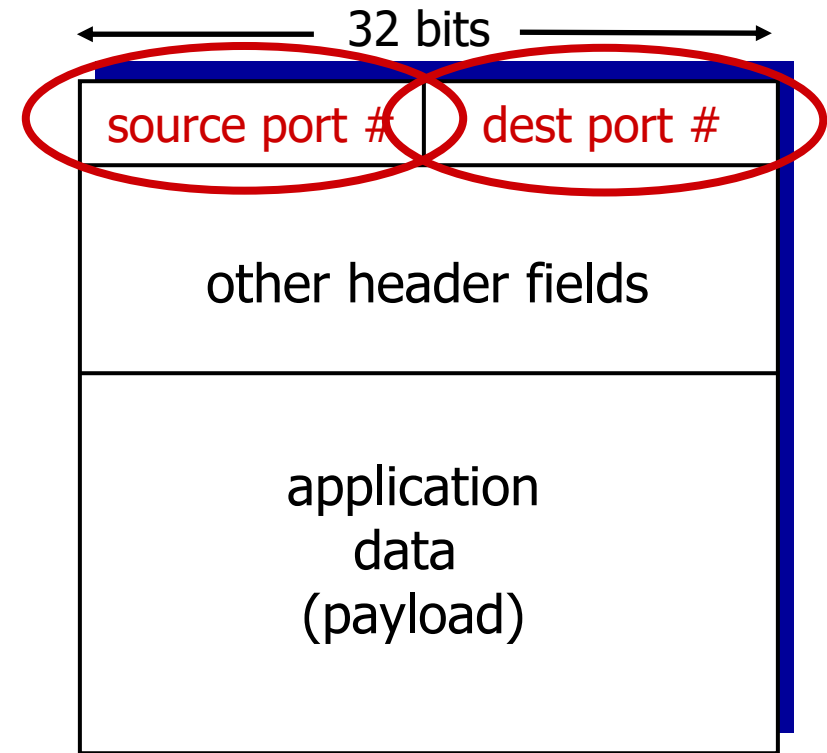 32 bits
source port #
dest port #
other header fields
application
data
(payload)